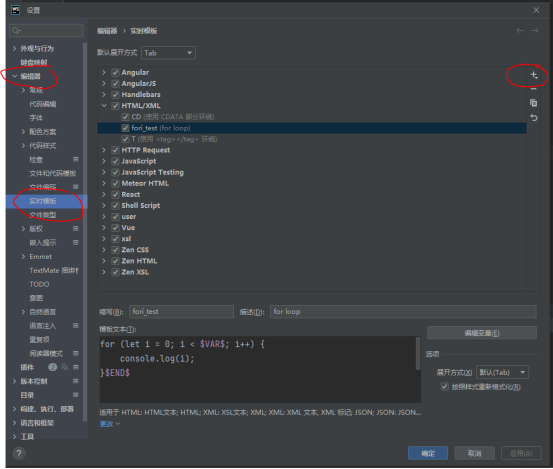 WS 设置
外观与行为
键盘映射
编辑器
常规
代码编辑
字体
配色方案
代码样式
检查
文件和代码模板
文件编码
实时模板
文件类型
版权
嵌入提示
Emmet
TextMate 捆绑包
TODO
意图
自然语言
语言注入
重复项
阅读器模式
插件 2
版本控制
目录
构建、执行、部署
语言和框架
工具
?
编辑器 › 实时模板
默认展开方式 Tab
Angular
AngularJS
Handlebars
HTML/XML
CD (使用 CDATA 部分环绕)
fori_test (for loop)
T (使用 <tag></tag> 环绕)
HTTP Request
JavaScript
JavaScript Testing
Meteor HTML
React
Shell Script
user
Vue
xsl
Zen CSS
Zen HTML
Zen XSL
缩写(B): fori_test 描述(D): for loop
模板文本(T):
for (let i = 0; i < $VAR$; i++) {
console.log(i);
}$END$
编辑变量(E)
选项
展开方式(X) 默认(Tab)
按照样式重新格式化(R)
适用于 HTML: HTML文本; HTML; XML: XSL文本; XML; XML: XML 文本, XML 标记; JSON; JSON: JSON...
更改
确定 取消 应用(A)